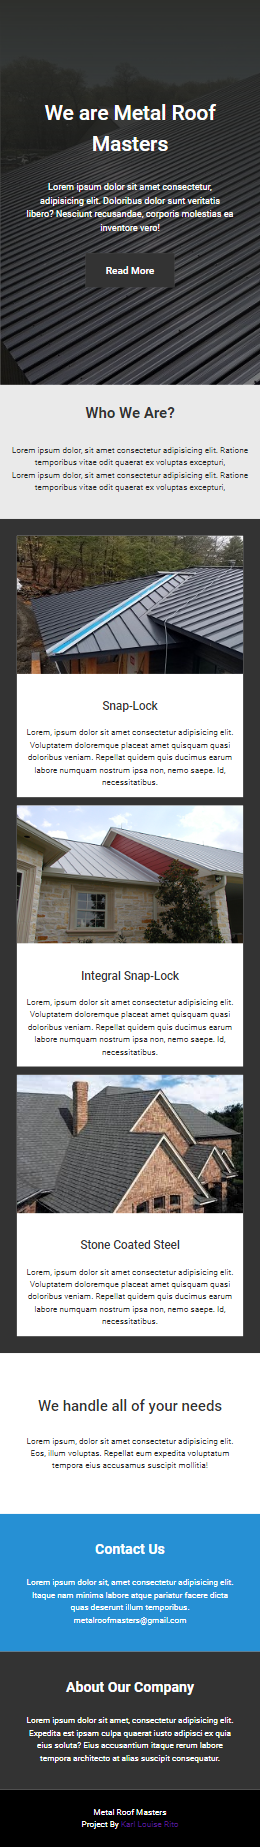 We are Metal Roof
Masters
Lorem ipsum dolor sit amet consectetur,
adipisicing elit. Doloribus dolor sunt veritatis
libero? Nesciunt recusandae, corporis molestias ea
inventore vero!
Read More
Who We Are?
Lorem ipsum dolor, sit amet consectetur adipisicing elit. Ratione
temporibus vitae odit quaerat ex voluptas excepturi,
Lorem ipsum dolor, sit amet consectetur adipisicing elit. Ratione
temporibus vitae odit quaerat ex voluptas excepturi,
Snap-Lock
Lorem, ipsum dolor sit amet consectetur adipisicing elit.
Voluptatem doloremque placeat amet quisquam quasi
doloribus veniam. Repellat quidem quis ducimus earum
labore numquam nostrum ipsa non, nemo saepe. Id,
necessitatibus.
Integral Snap-Lock
Lorem, ipsum dolor sit amet consectetur adipisicing elit.
Voluptatem doloremque placeat amet quisquam quasi
doloribus veniam. Repellat quidem quis ducimus earum
labore numquam nostrum ipsa non, nemo saepe. Id,
necessitatibus.
Stone Coated Steel
Lorem, ipsum dolor sit amet consectetur adipisicing elit.
Voluptatem doloremque placeat amet quisquam quasi
doloribus veniam. Repellat quidem quis ducimus earum
labore numquam nostrum ipsa non, nemo saepe. Id,
necessitatibus.
We handle all of your needs
Lorem, ipsum, dolor sit amet consectetur adipisicing elit.
Eos, illum voluptas. Repellat eum expedita voluptatum
tempora eius accusamus suscipit mollitia!
Contact Us
Lorem ipsum dolor sit, amet consectetur adipisicing elit.
Itaque nam minima labore atque pariatur facere dicta
quas deserunt illum temporibus.
metalroofmasters@gmail.com
About Our Company
Lorem ipsum dolor sit amet, consectetur adipisicing elit.
Expedita est ipsam culpa quaerat iusto adipisci ex quia
eius soluta? Eius accusantium itaque rerum labore
tempora architecto at alias suscipit consequatur.
Metal Roof Masters
Project By Karl Louise Rito